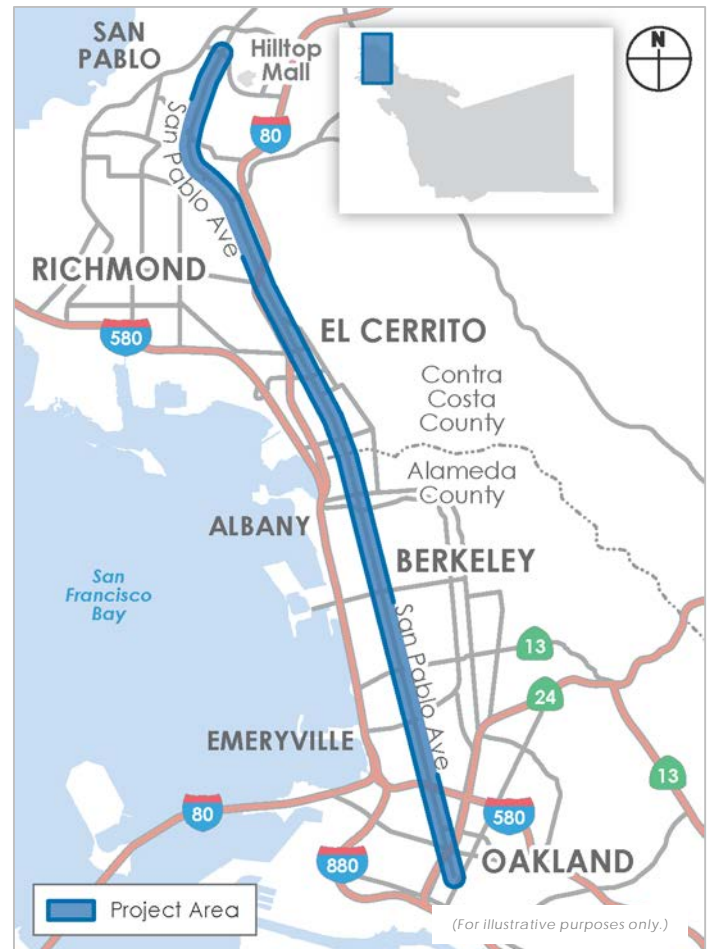 SAN
PABLO
Hilltop
Mall
N
80
San Pablo Ave
RICHMOND
580
EL CERRITO
Contra
Costa
County
Alameda
County
ALBANY
San
Francisco
Bay
BERKELEY
San Pablo Ave
13
24
EMERYVILLE
13
80
580
880
OAKLAND
Project Area
(For illustrative purposes only.)